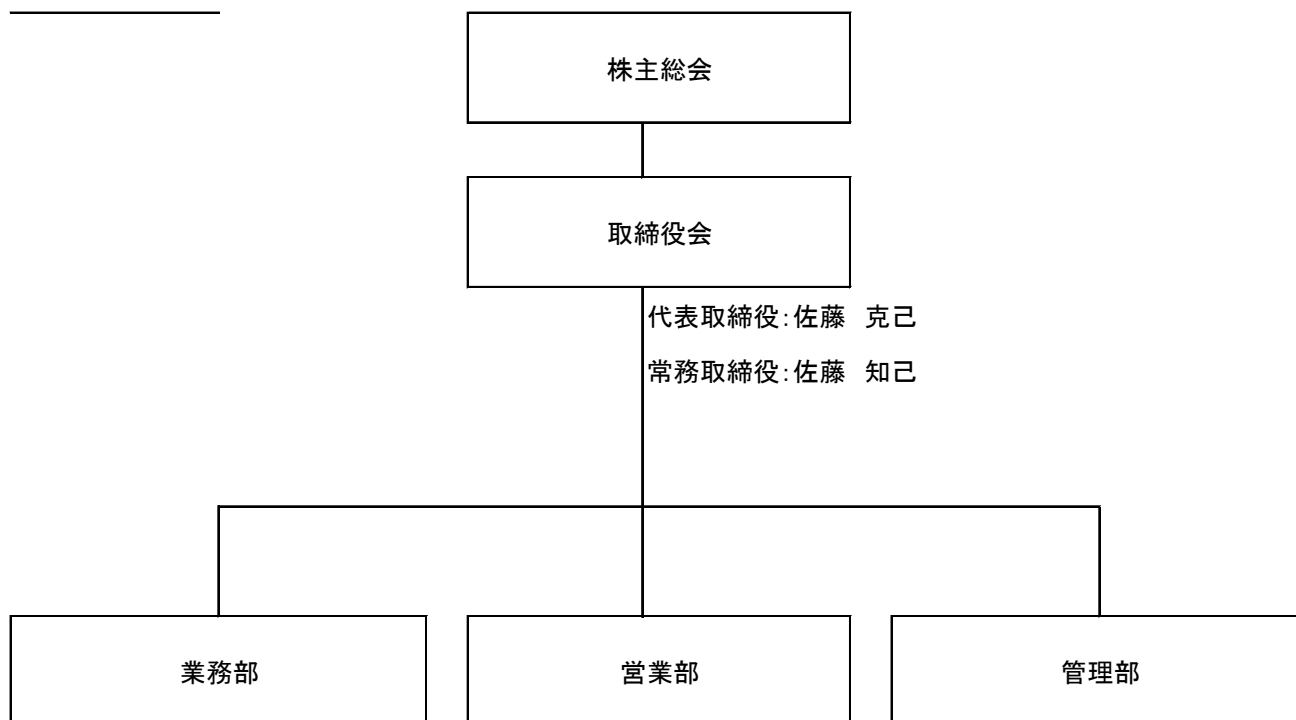 株主総会
取締役会
代表取締役:佐藤　克己
常務取締役:佐藤　知己
業務部
営業部
管理部